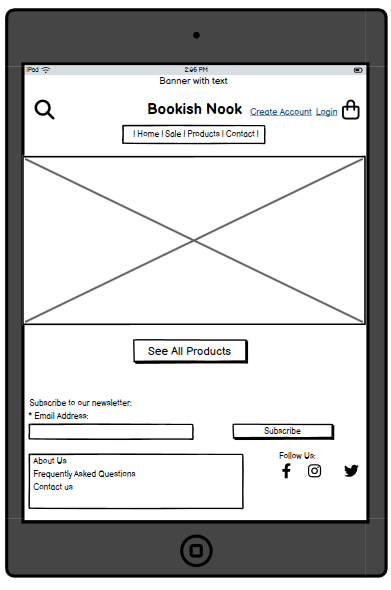 iPad 2:96 PM
Banner with text
Bookish Nook Create Account Login
| Home | Sale | Products | Contact |
See All Products
Subscribe to our newsletter:
* Email Address:
Subscribe
About Us
Frequently Asked Questions
Contact us
Follow Us: